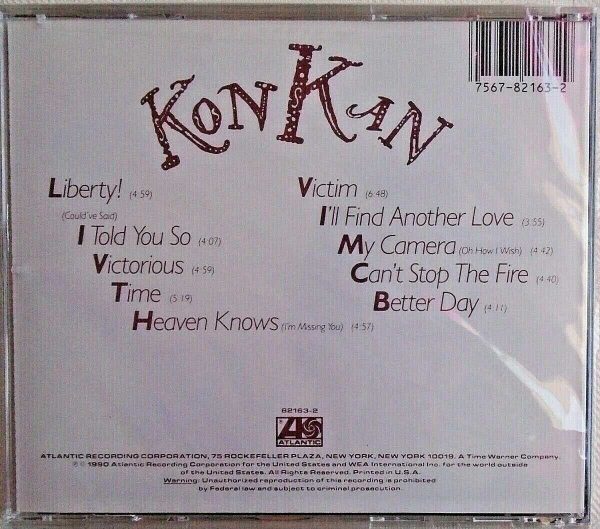 KON KAN
7567-82163-2
Liberty! (4:59)
(Could've Said)
I Told You So (4:07)
Victorious (4:59)
Time (5:19)
Heaven Knows (I'm Missing You) (4:57)
Victim (6:48)
I'll Find Another Love (3:55)
My Camera (Oh How I Wish) (4:42)
Can't Stop The Fire (4:40)
Better Day (4:11)
82163-2
ATLANTIC
ATLANTIC RECORDING CORPORATION, 75 ROCKEFELLER PLAZA, NEW YORK, NEW YORK 10019. A Time Warner Company.
℗ © 1990 Atlantic Recording Corporation for the United States and WEA International Inc. for the world outside
of the United States. All Rights Reserved. Printed in U.S.A.
Warning: Unauthorized reproduction of this recording is prohibited
by Federal law and subject to criminal prosecution.